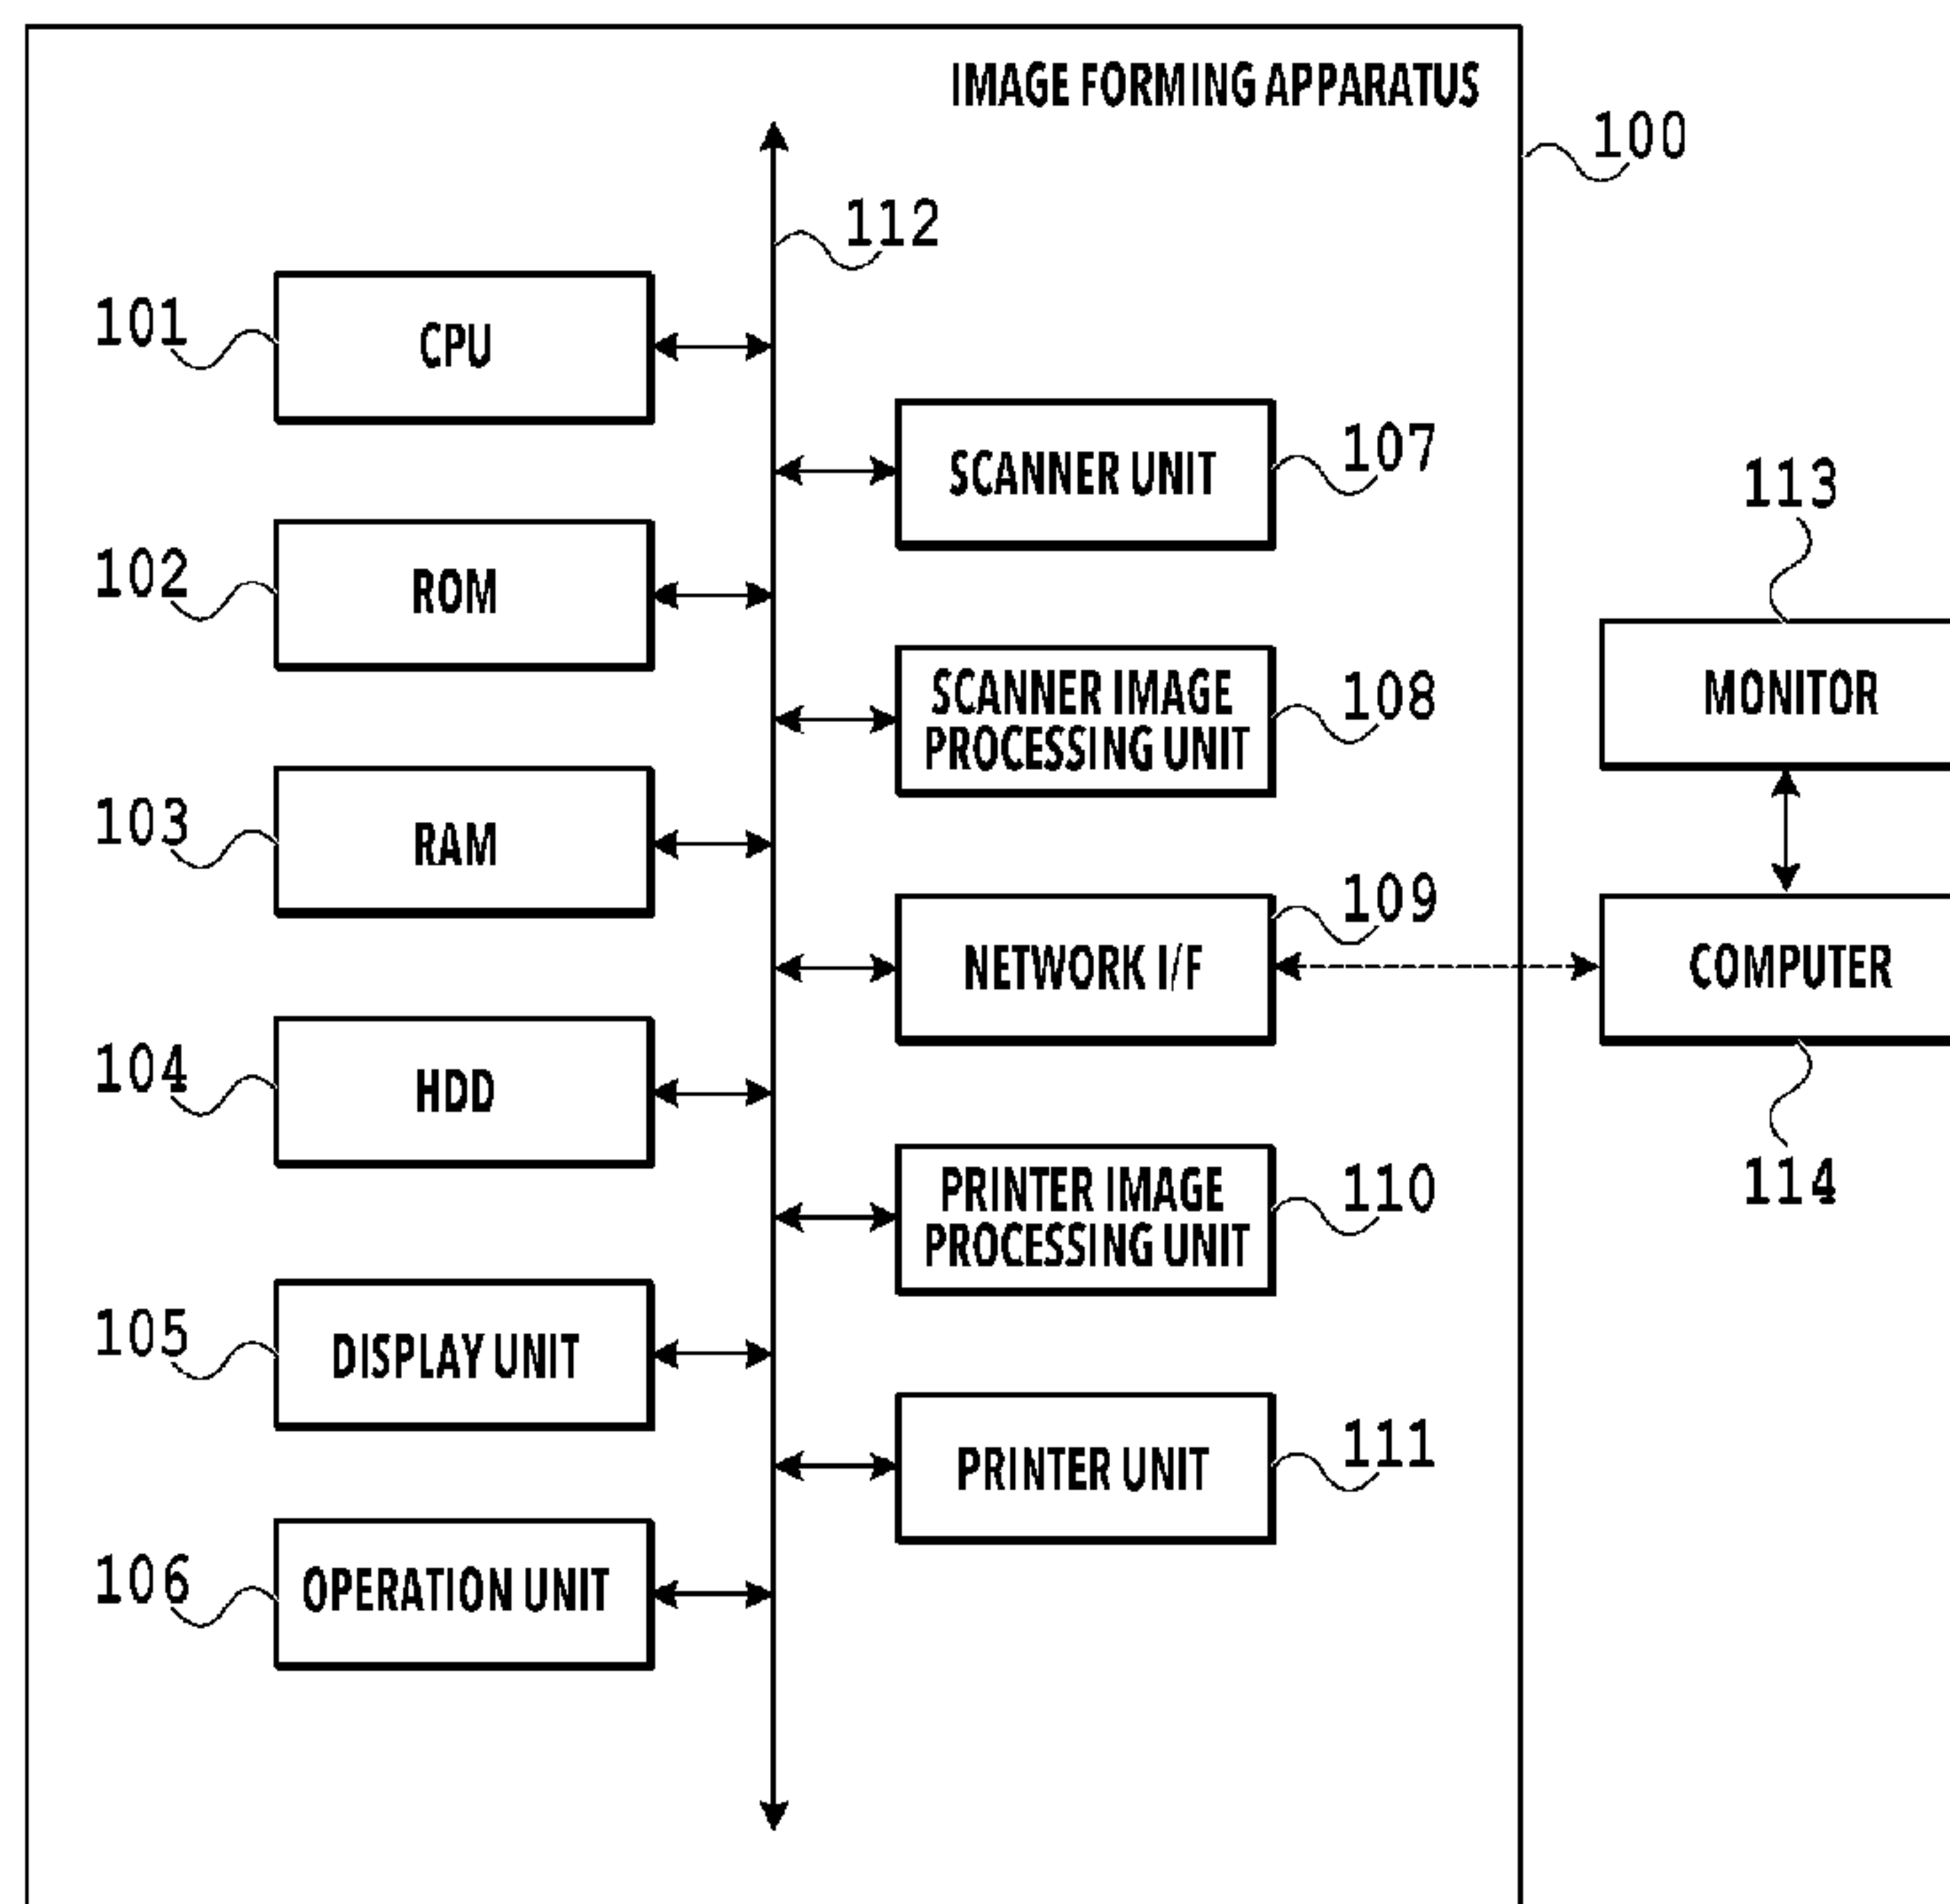 IMAGE FORMING APPARATUS
100
112
101
CPU
107
SCANNER UNIT
113
102
ROM
108
SCANNER IMAGE
PROCESSING UNIT
MONITOR
103
RAM
109
NETWORK I/F
COMPUTER
104
HDD
110
PRINTER IMAGE
PROCESSING UNIT
114
105
DISPLAY UNIT
111
PRINTER UNIT
106
OPERATION UNIT